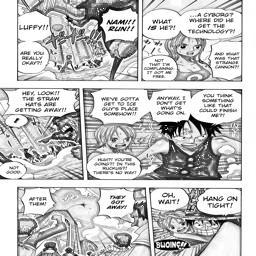 LUFFY!!
ARE YOU
REALLY
OKAY?
NAMI!!
RUN!!
WHAT
IS HE?!
...A CYBORG?
WHERE DID HE
GET THE
TECHNOLOGY?!
NOT
THAT I'M
COMPLAINING.
IT GOT ME
FREE.
AND WHAT
WAS THAT
STRANGE
CANNON?!
HEY, LOOK!!
THE STRAW
HATS ARE
GETTING AWAY!!
NOT
GOOD.
WE'VE GOTTA
GET TO ICE
GUY'S PLACE
SOMEHOW!!
HUH?! YOU'RE
GOING? IN THIS
RUCKUS?!
THERE'S NO WAY!
ANYWAY, I
DON'T GET
WHAT'S
GOING ON.
YOU THINK
SOMETHING
LIKE THAT
COULD FINISH
ME?!
AFTER
THEM!
THEY
GOT
AWAY!
OH,
WAIT!
HANG ON
TIGHT!
BWOING